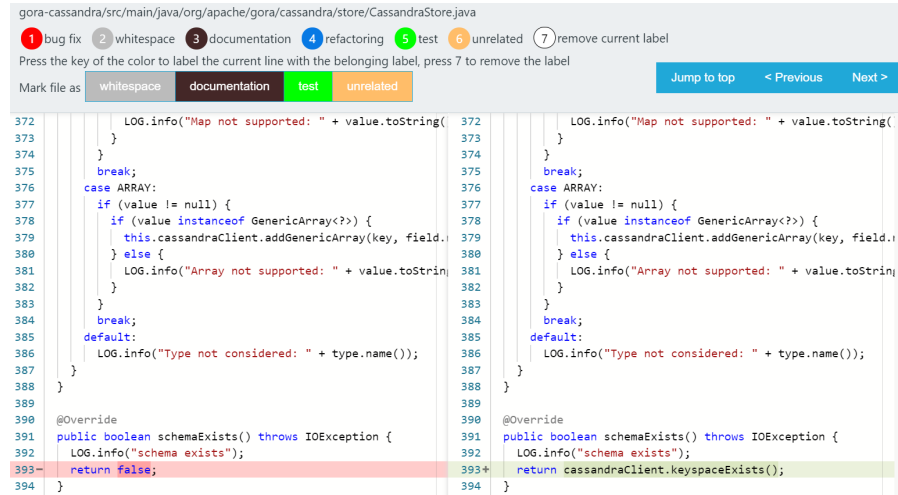 gora-cassandra/src/main/java/org/apache/gora/cassandra/store/CassandraStore.java
1 bug fix 2 whitespace 3 documentation 4 refactoring 5 test 6 unrelated 7 remove current label
Press the key of the color to label the current line with the belonging label, press 7 to remove the label
Mark file as whitespace documentation test unrelated
Jump to top < Previous Next >
372 LOG.info("Map not supported: " + value.toString(
373 }
374 }
375 break;
376 case ARRAY:
377 if (value != null) {
378 if (value instanceof GenericArray<?>) {
379 this.cassandraClient.addGenericArray(key, field.
380 } else {
381 LOG.info("Array not supported: " + value.toString
382 }
383 }
384 break;
385 default:
386 LOG.info("Type not considered: " + type.name());
387 }
388 }
389
390 @Override
391 public boolean schemaExists() throws IOException {
392 LOG.info("schema exists");
393- return false;
394 }
372 LOG.info("Map not supported: " + value.toString(
373 }
374 }
375 break;
376 case ARRAY:
377 if (value != null) {
378 if (value instanceof GenericArray<?>) {
379 this.cassandraClient.addGenericArray(key, field.
380 } else {
381 LOG.info("Array not supported: " + value.toString
382 }
383 }
384 break;
385 default:
386 LOG.info("Type not considered: " + type.name());
387 }
388 }
389
390 @Override
391 public boolean schemaExists() throws IOException {
392 LOG.info("schema exists");
393+ return cassandraClient.keyspaceExists();
394 }